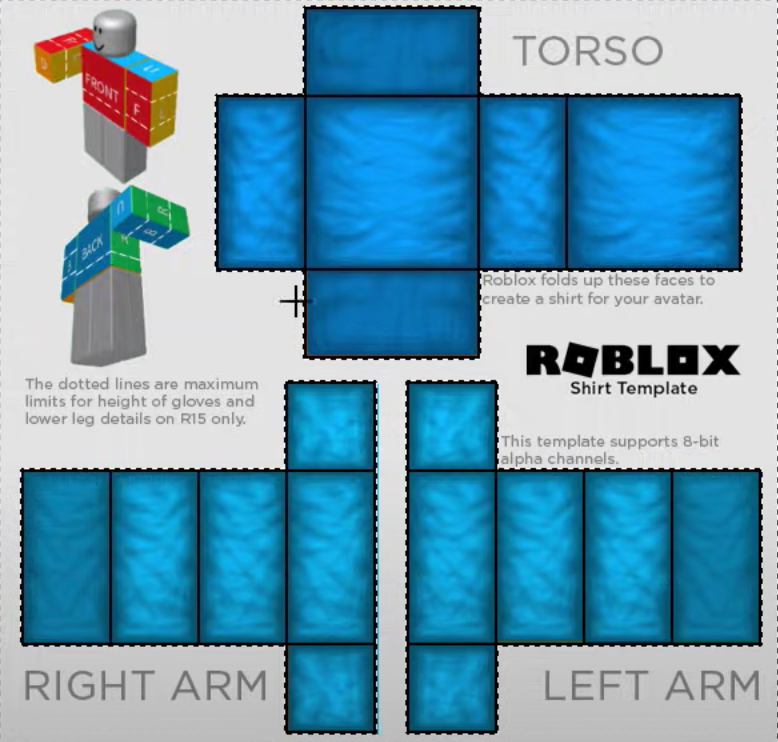 TORSO
FRONT
F
L
BACK
B
R
Roblox folds up these faces to
create a shirt for your avatar.
ROBLOX
Shirt Template
The dotted lines are maximum
limits for height of gloves and
lower leg details on R15 only.
This template supports 8-bit
alpha channels.
RIGHT ARM
LEFT ARM